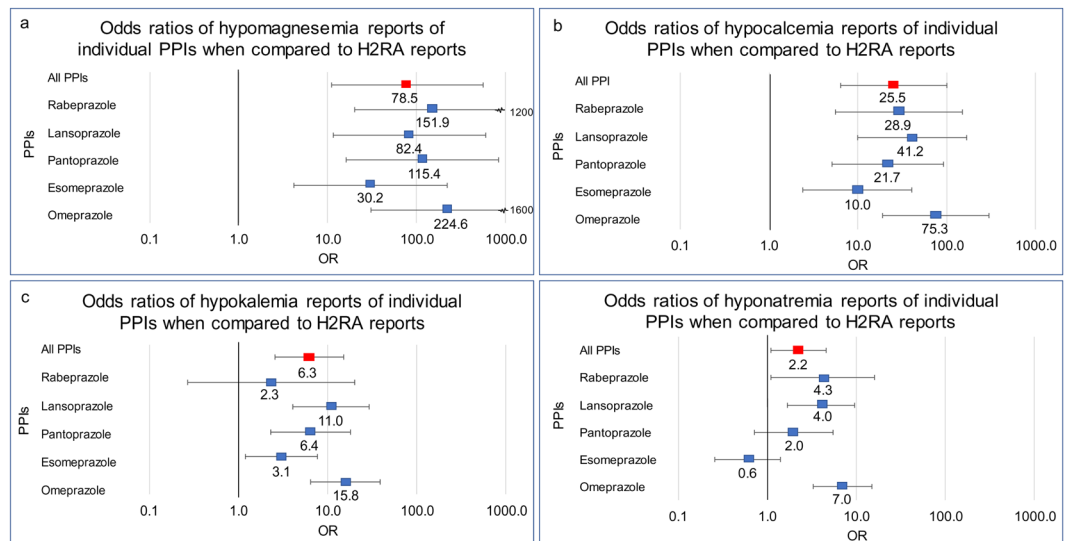 a
Odds ratios of hypomagnesemia reports of
individual PPIs when compared to H2RA reports
PPIs
All PPIs
78.5
Rabeprazole
151.9
1200
Lansoprazole
82.4
Pantoprazole
115.4
Esomeprazole
30.2
Omeprazole
224.6
1600
0.1 1.0 10.0 100.0 1000.0
OR
b
Odds ratios of hypocalcemia reports of individual
PPIs when compared to H2RA reports
PPIs
All PPI
25.5
Rabeprazole
28.9
Lansoprazole
41.2
Pantoprazole
21.7
Esomeprazole
10.0
Omeprazole
75.3
0.1 1.0 10.0 100.0 1000.0
OR
c
Odds ratios of hypokalemia reports of individual
PPIs when compared to H2RA reports
PPIs
All PPIs
6.3
Rabeprazole
2.3
Lansoprazole
11.0
Pantoprazole
6.4
Esomeprazole
3.1
Omeprazole
15.8
0.1 1.0 10.0 100.0 1000.0
OR
Odds ratios of hyponatremia reports of individual
PPIs when compared to H2RA reports
PPIs
All PPIs
2.2
Rabeprazole
4.3
Lansoprazole
4.0
Pantoprazole
2.0
Esomeprazole
0.6
Omeprazole
7.0
0.1 1.0 10.0 100.0 1000.0
OR